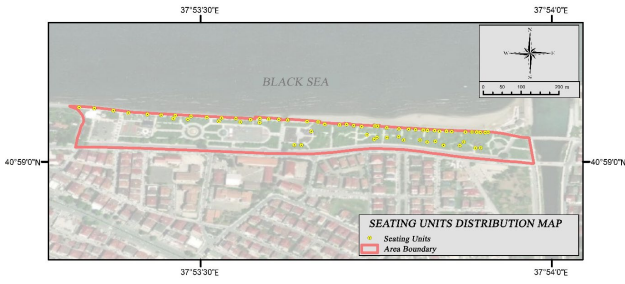 37°53'30"E 37°54'0"E
N
W E
S
0 50 100 200 m
BLACK SEA
40°59'0"N 40°59'0"N
SEATING UNITS DISTRIBUTION MAP
Seating Units
Area Boundary
37°53'30"E 37°54'0"E